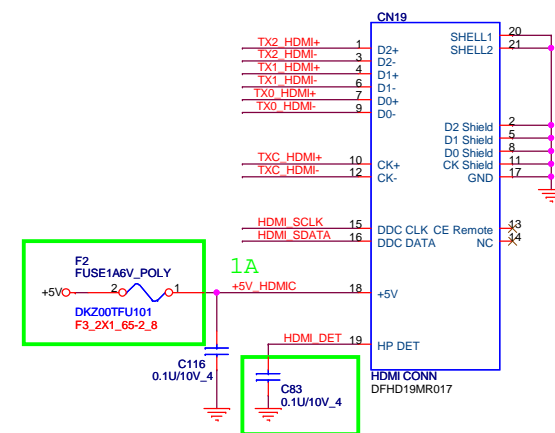 CN19
TX2_HDMI+ 1 D2+ SHELL1 20
TX2_HDMI- 3 D2- SHELL2 21
TX1_HDMI+ 4 D1+
TX1_HDMI- 6 D1-
TX0_HDMI+ 7 D0+
TX0_HDMI- 9 D0-
D2 Shield 2
D1 Shield 5
D0 Shield 8
TXC_HDMI+ 10 CK+ CK Shield 11
TXC_HDMI- 12 CK- GND 17
HDMI_SCLK 15 DDC CLK CE Remote 13
HDMI_SDATA 16 DDC DATA NC 14
F2
FUSE1A6V_POLY
1A
+5V 2 1 +5V_HDMIC 18 +5V
DKZ00TFU101
F3_2X1_65-2_8
HDMI_DET 19 HP DET
C116
0.1U/10V_4
C83
0.1U/10V_4
HDMI CONN
DFHD19MR017